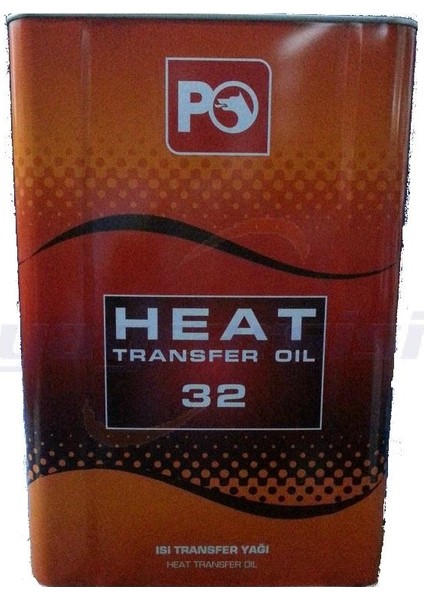 PO
HEAT
TRANSFER OIL
32
ISI TRANSFER YAĞI
HEAT TRANSFER OIL